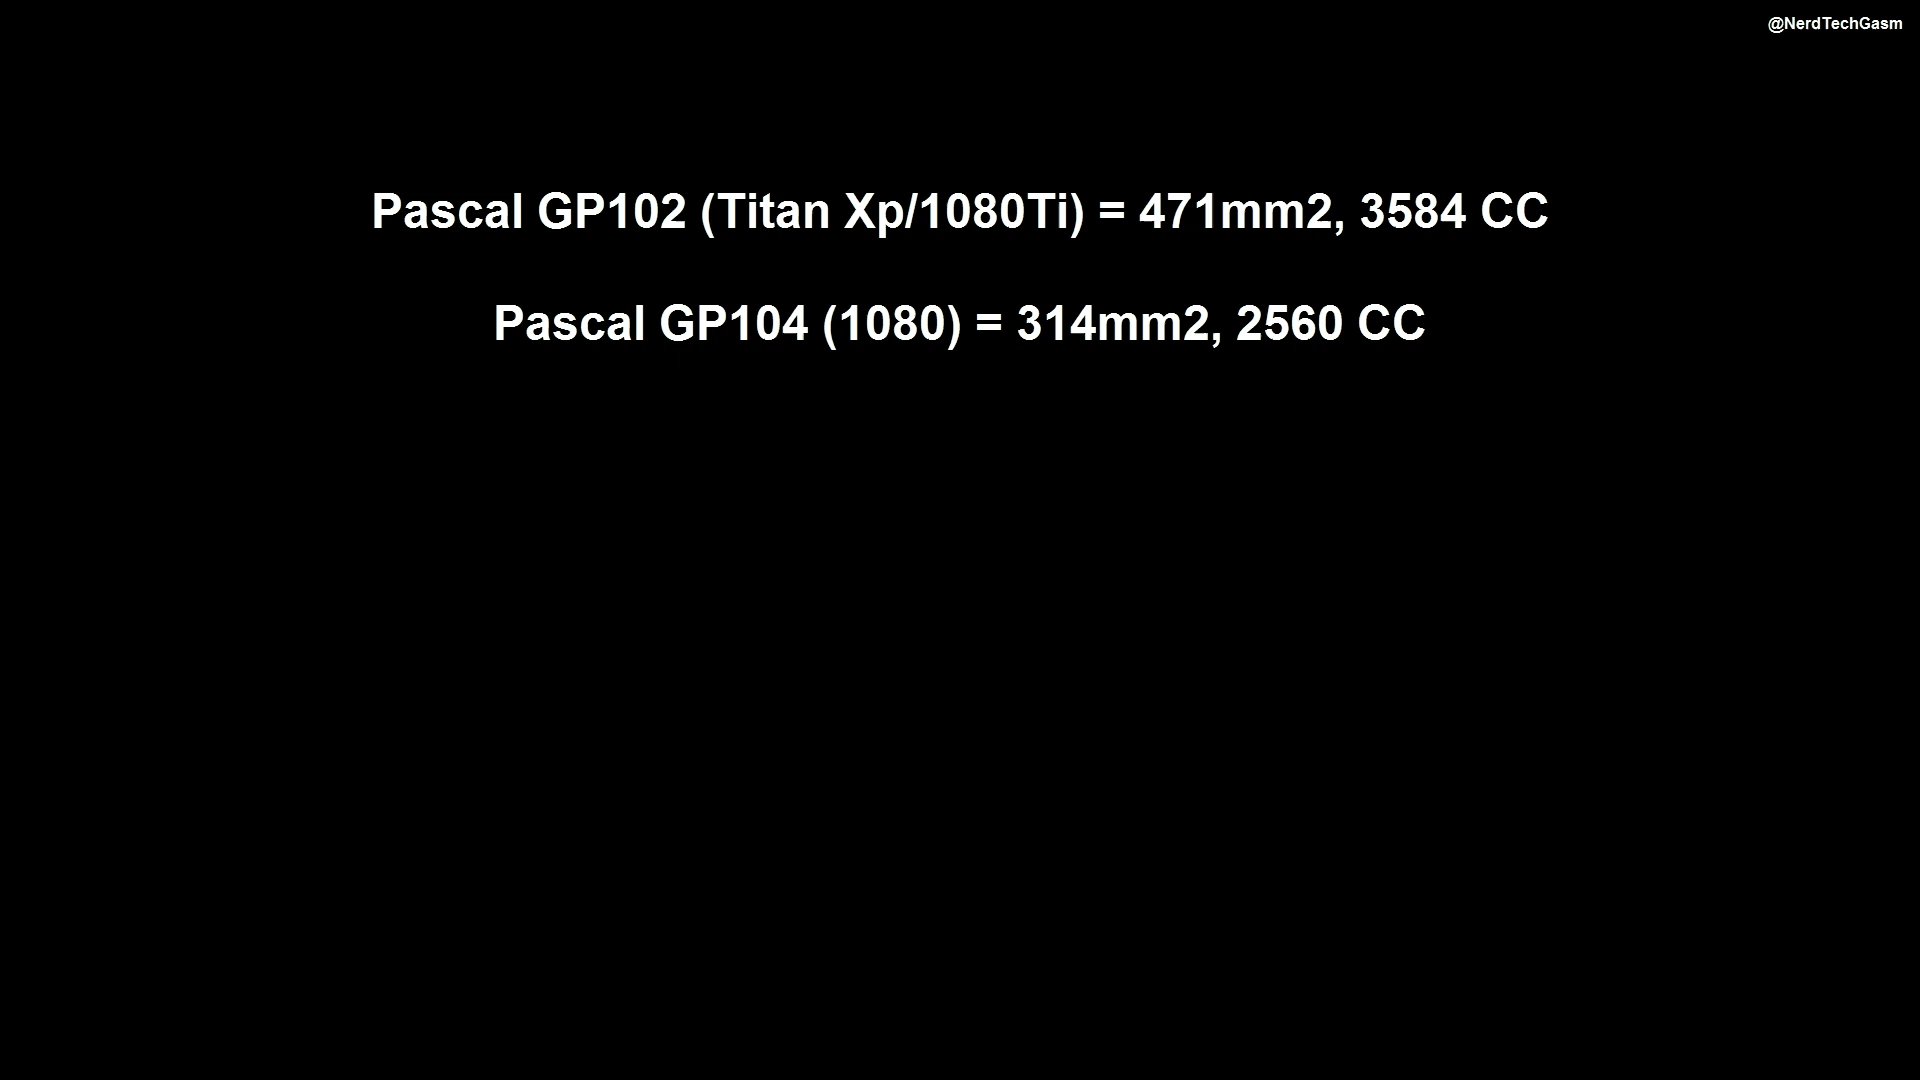 @NerdTechGasm
Pascal GP102 (Titan Xp/1080Ti) = 471mm2, 3584 CC
Pascal GP104 (1080) = 314mm2, 2560 CC